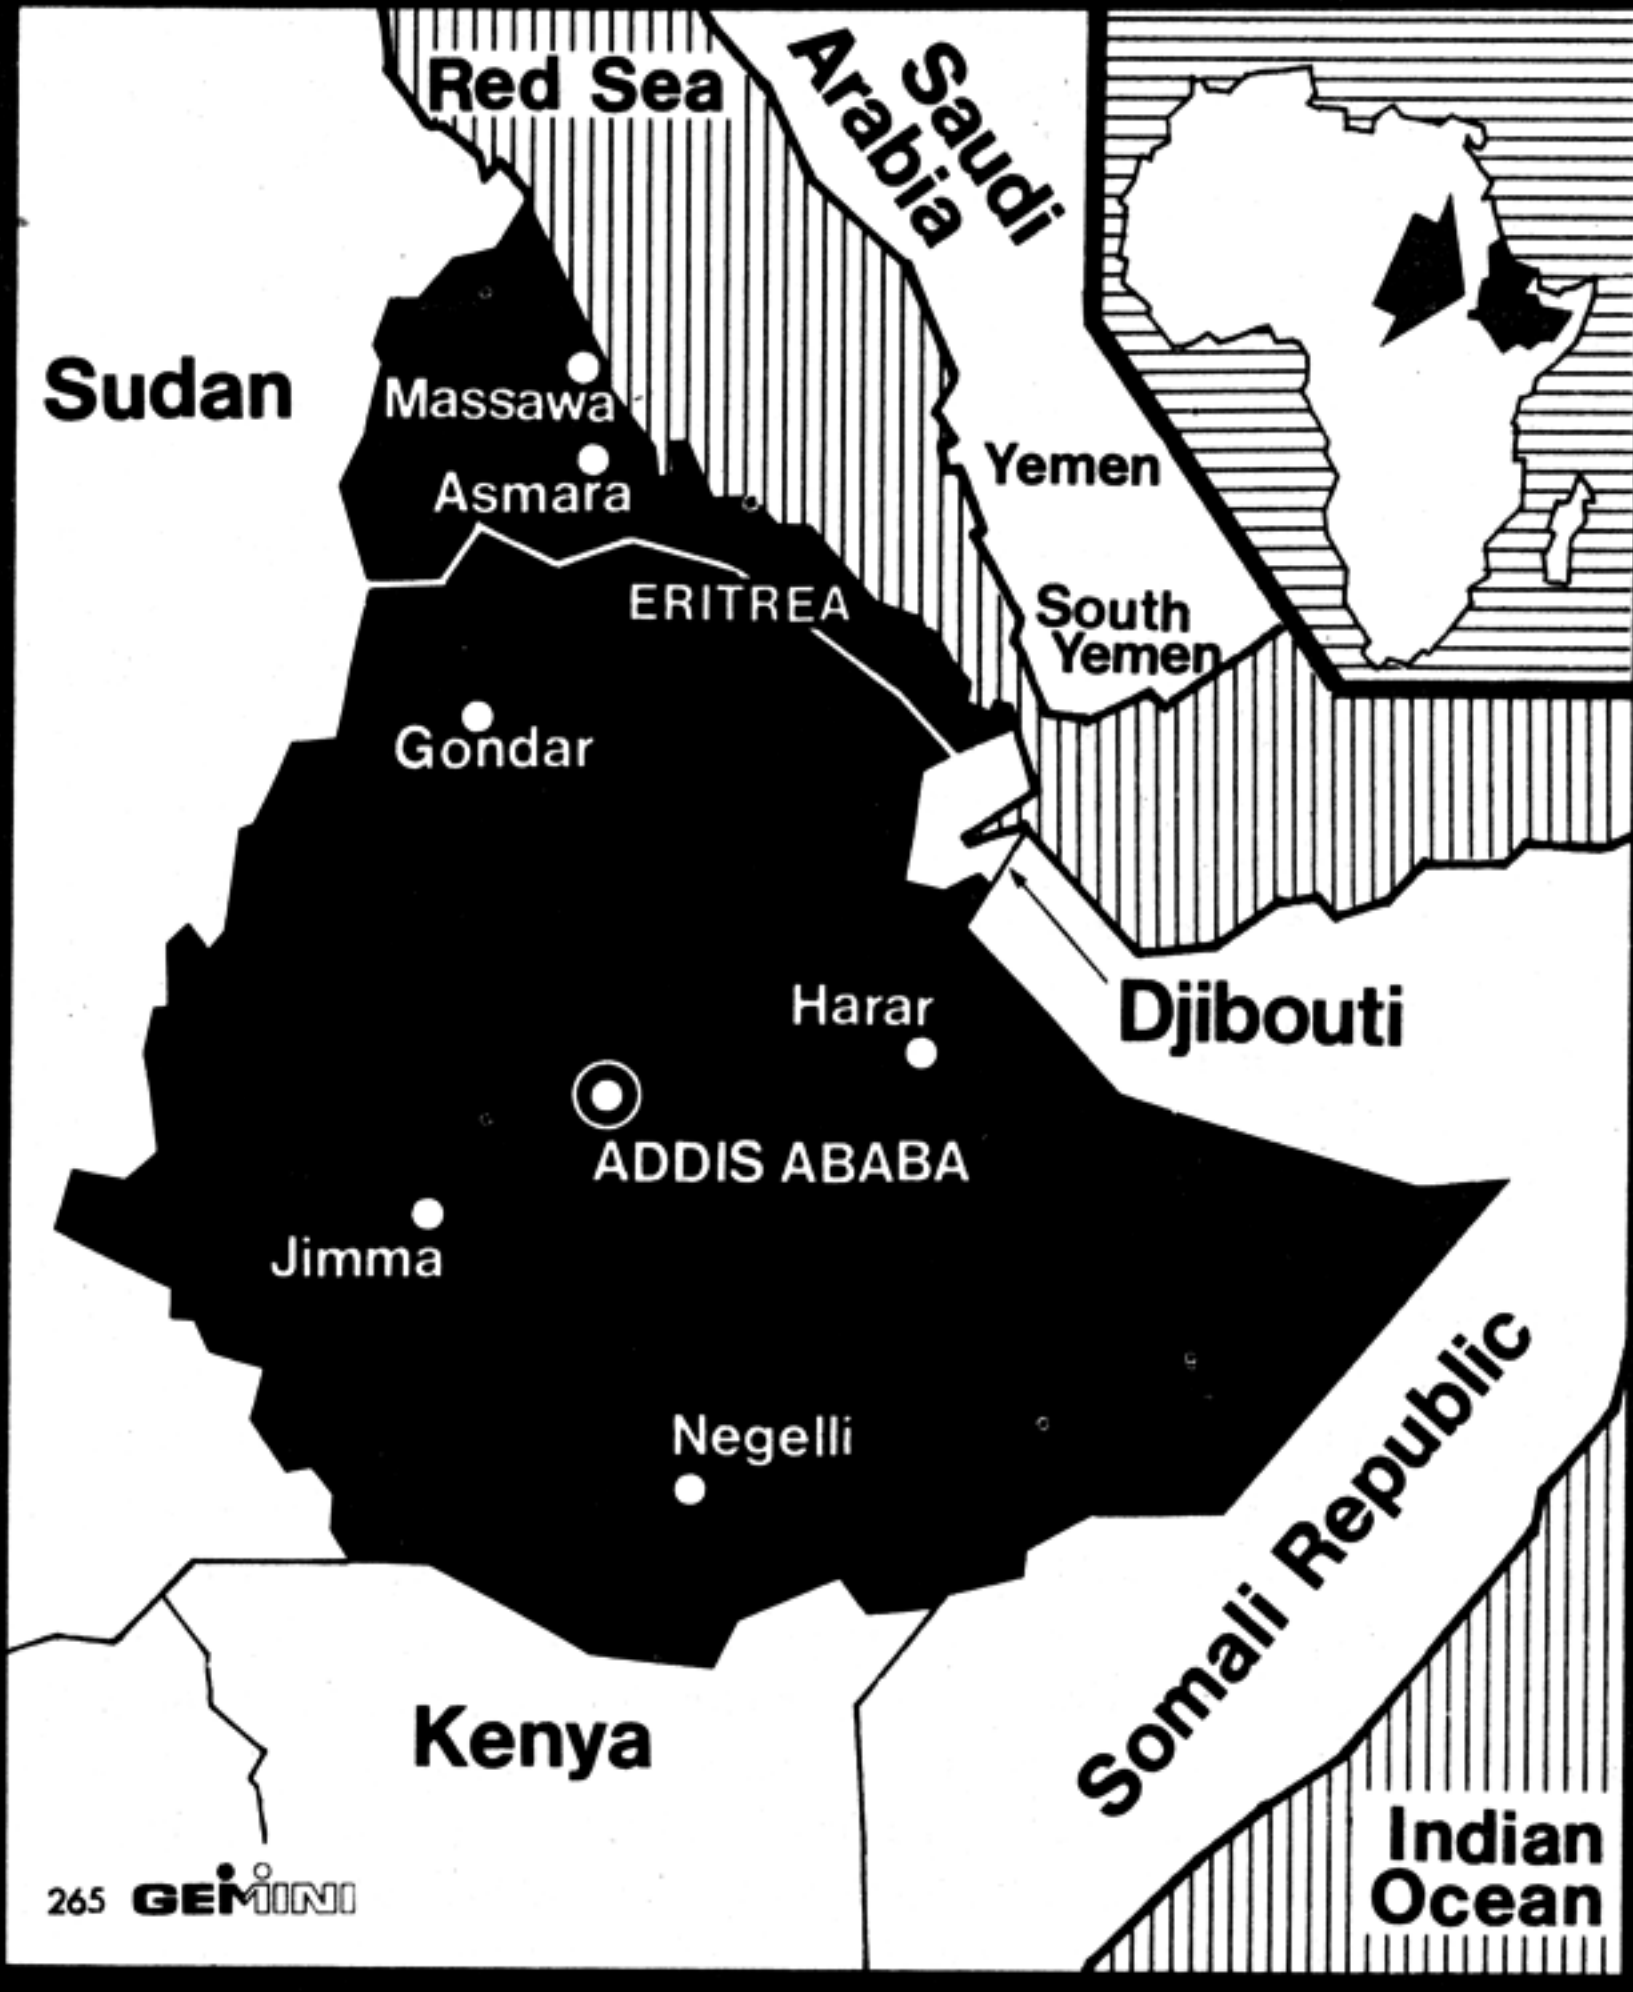 Red Sea
Saudi
Arabia
Sudan
Massawa
Asmara
Yemen
ERITREA
South
Yemen
Gondar
Harar
Djibouti
ADDIS ABABA
Jimma
Negelli
Somali Republic
Kenya
Indian
Ocean
265 GEMINI